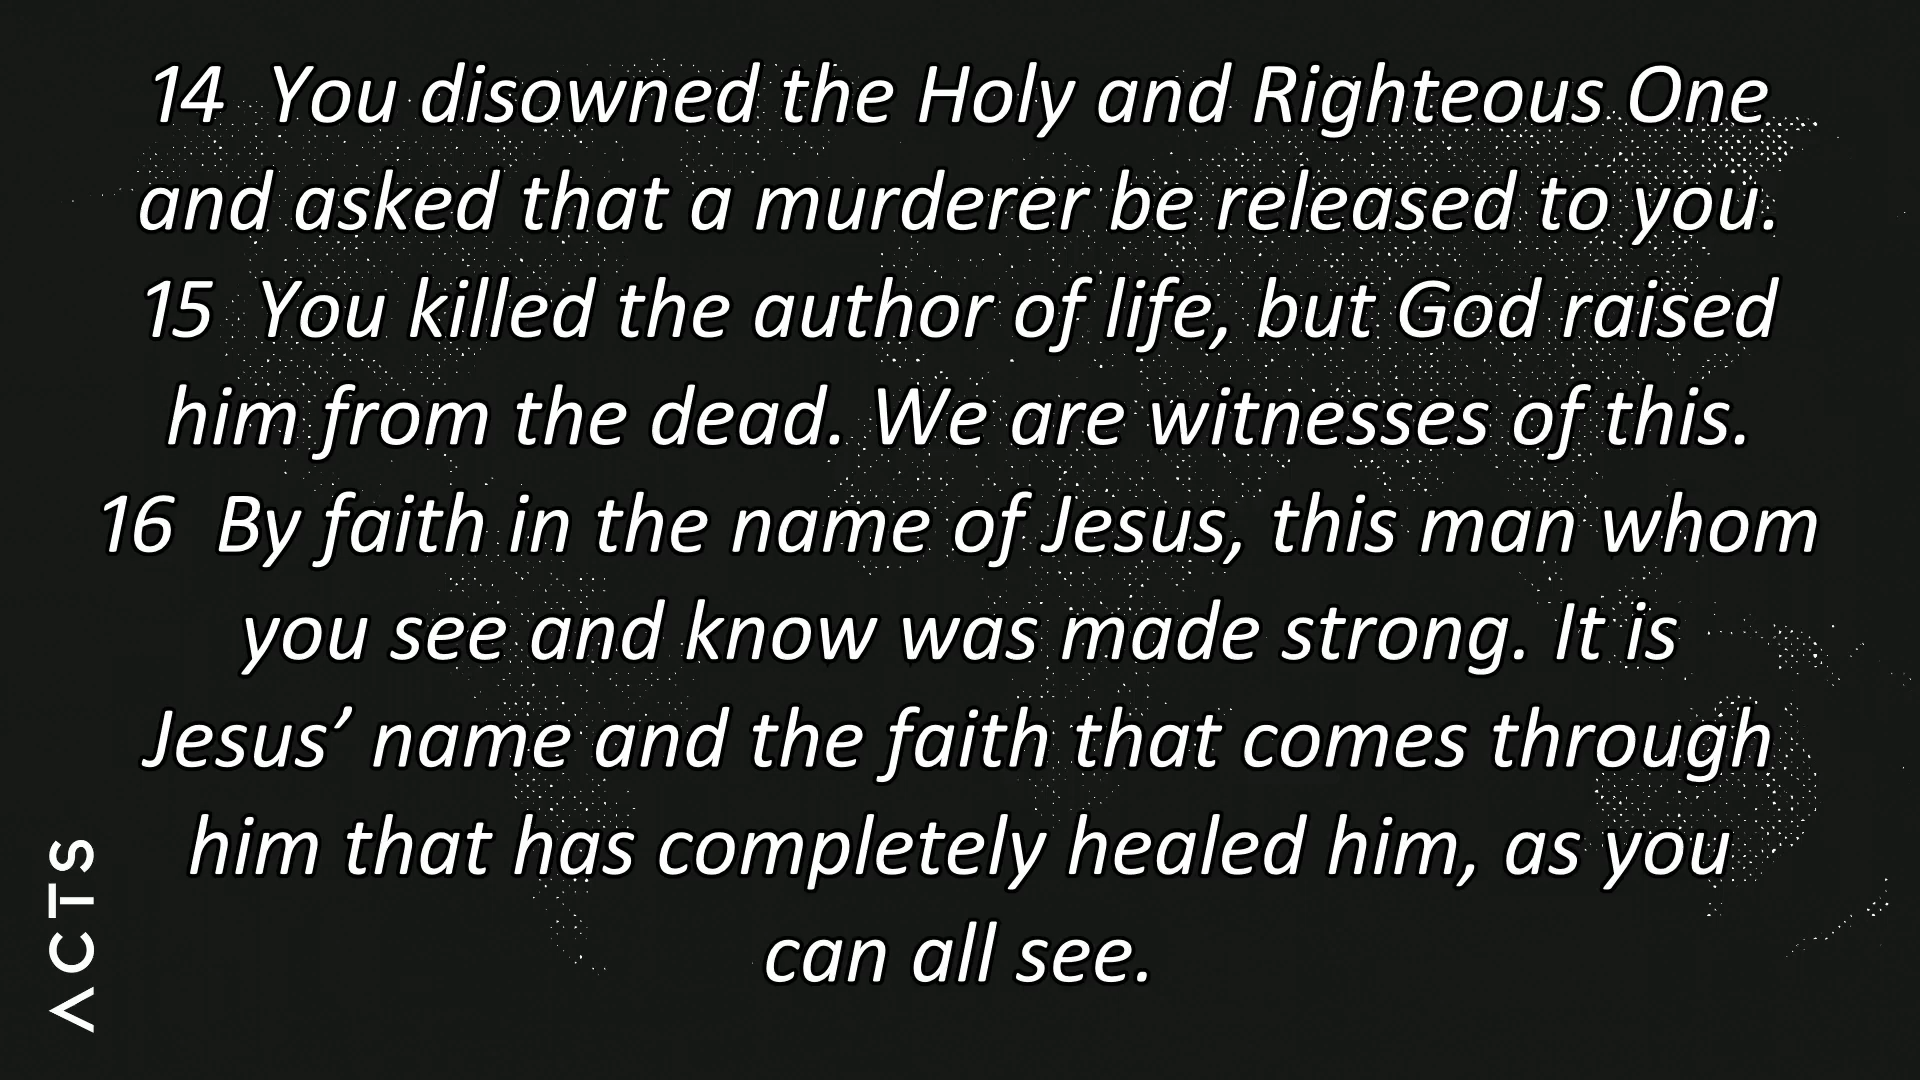 14 You disowned the Holy and Righteous One
and asked that a murderer be released to you.
15 You killed the author of life, but God raised
him from the dead. We are witnesses of this.
16 By faith in the name of Jesus, this man whom
you see and know was made strong. It is
Jesus’ name and the faith that comes through
him that has completely healed him, as you
can all see.
ACTS